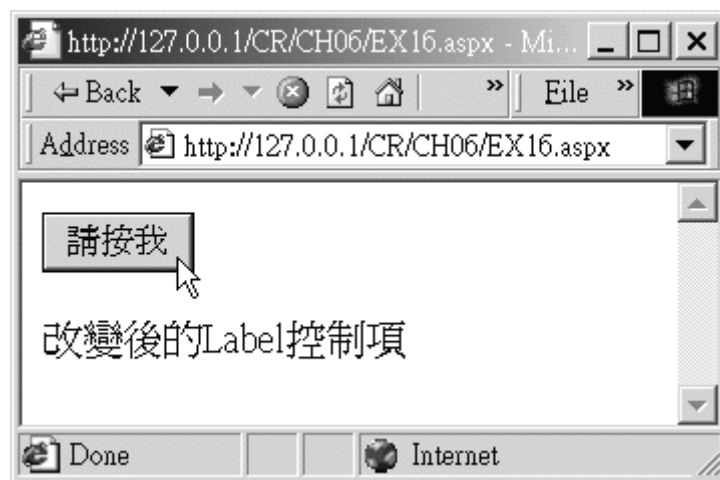 http://127.0.0.1/CR/CH06/EX16.aspx - Mi...
Back » File »
Address http://127.0.0.1/CR/CH06/EX16.aspx
請按我
改變後的Label控制項
Done Internet